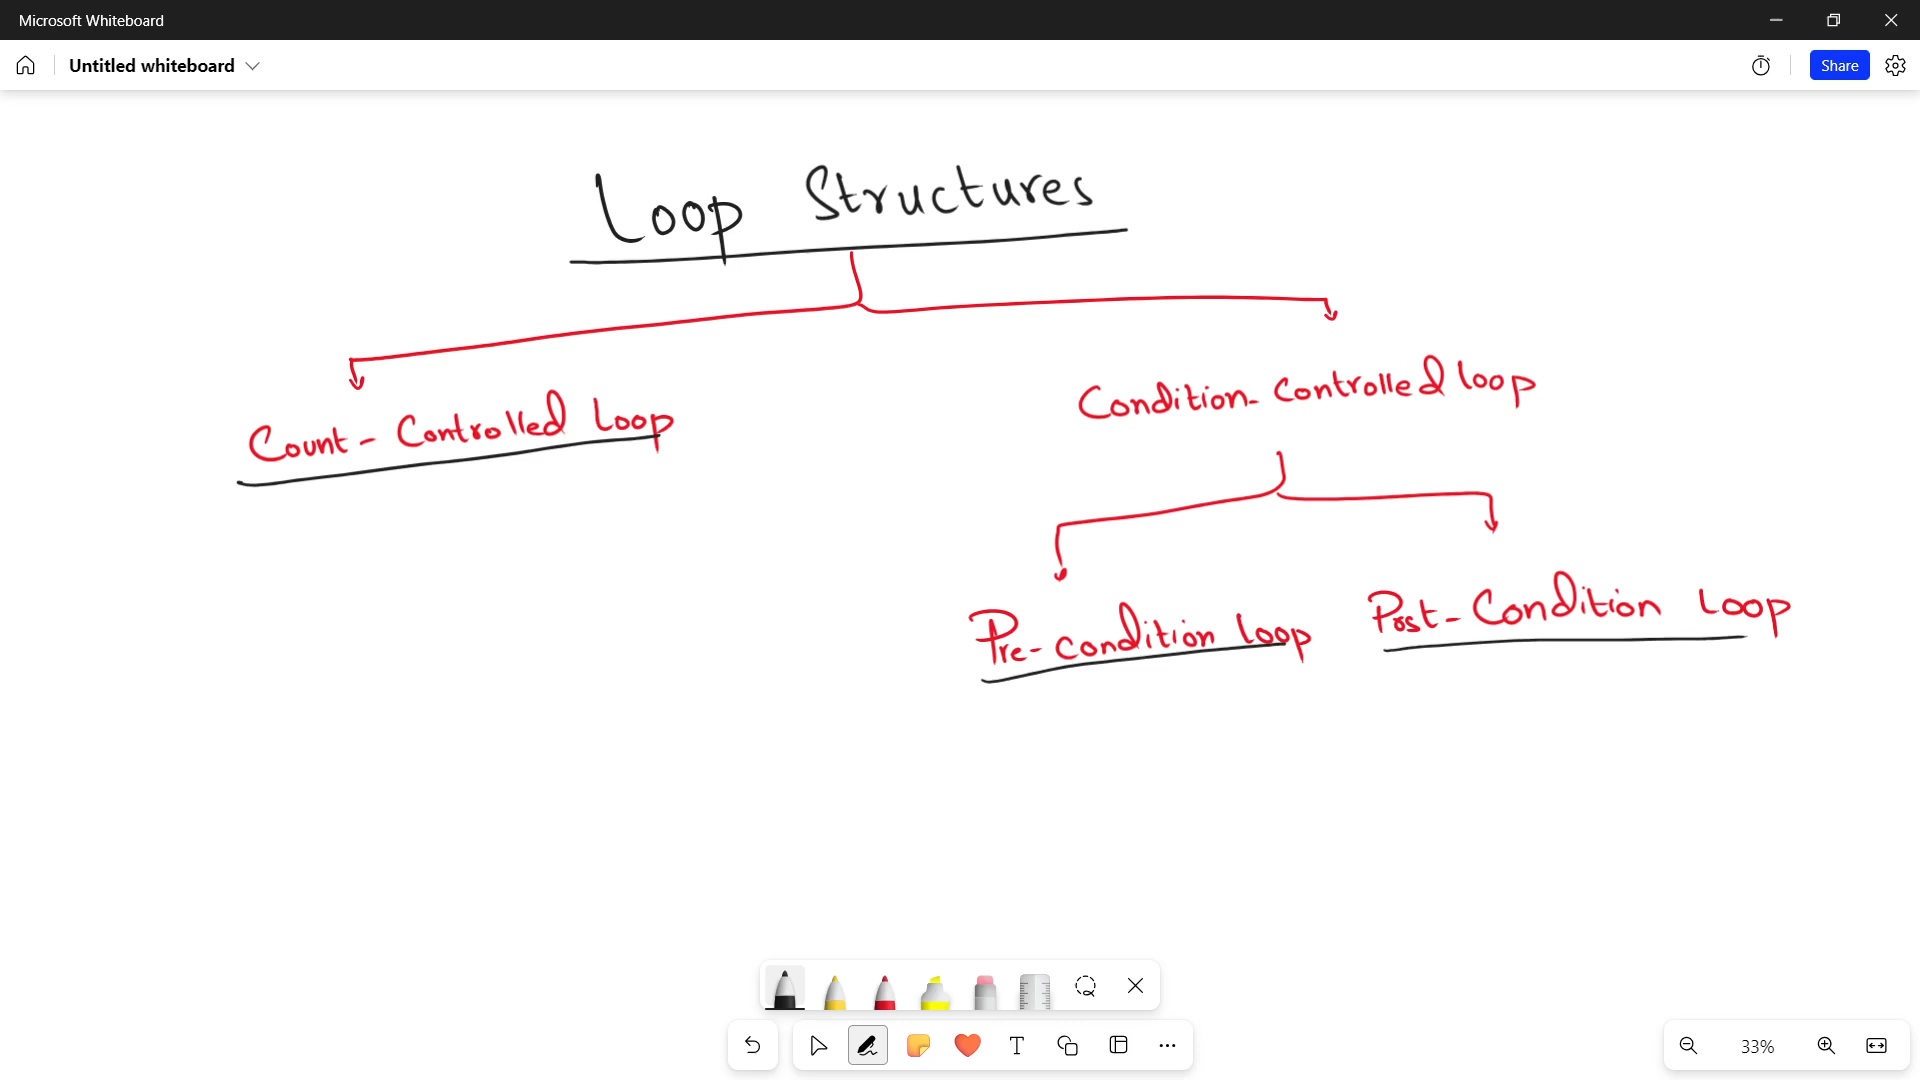 Microsoft Whiteboard
Untitled whiteboard
Share
Loop Structures
Count-Controlled Loop
Condition-Controlled loop
Pre-condition loop
Post-Condition Loop
33%